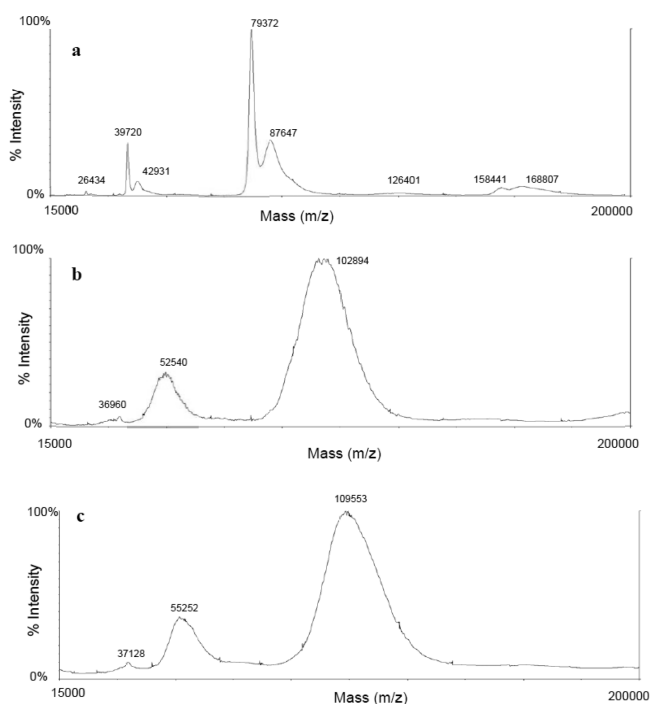 100%
79372
a
% Intensity
39720
87647
42931
26434
126401
158441
168807
0%
15000
Mass (m/z)
200000
100%
102894
b
% Intensity
52540
36960
0%
15000
Mass (m/z)
200000
109553
100%
c
% Intensity
55252
37128
0%
15000
Mass (m/z)
200000